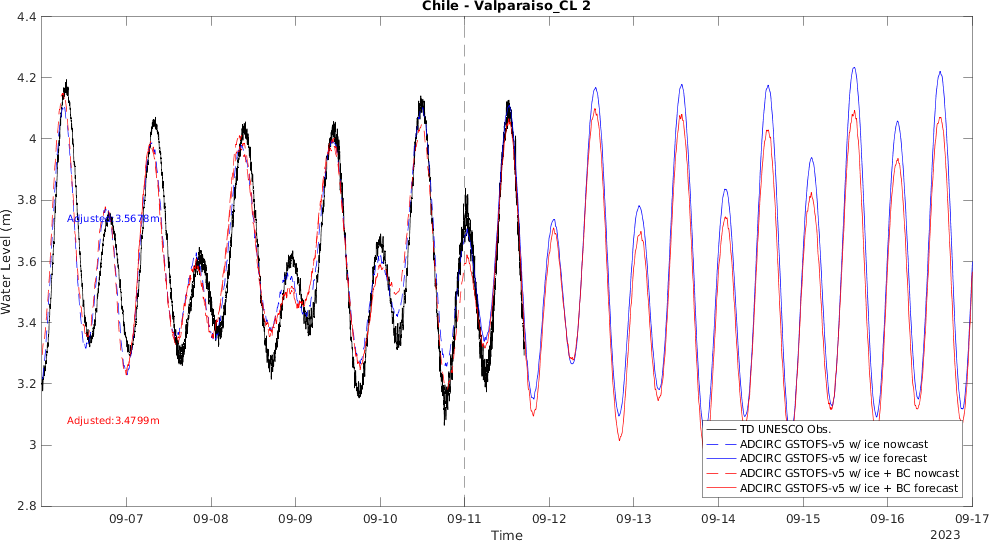 Chile - Valparaiso_CL 2
Water Level (m)
4.4
4.2
4
3.8
3.6
3.4
3.2
3
2.8
Adjusted:3.5678m
Adjusted:3.4799m
TD UNESCO Obs.
ADCIRC GSTOFS-v5 w/ ice nowcast
ADCIRC GSTOFS-v5 w/ ice forecast
ADCIRC GSTOFS-v5 w/ ice + BC nowcast
ADCIRC GSTOFS-v5 w/ ice + BC forecast
09-07 09-08 09-09 09-10 09-11 09-12 09-13 09-14 09-15 09-16 09-17
Time
2023